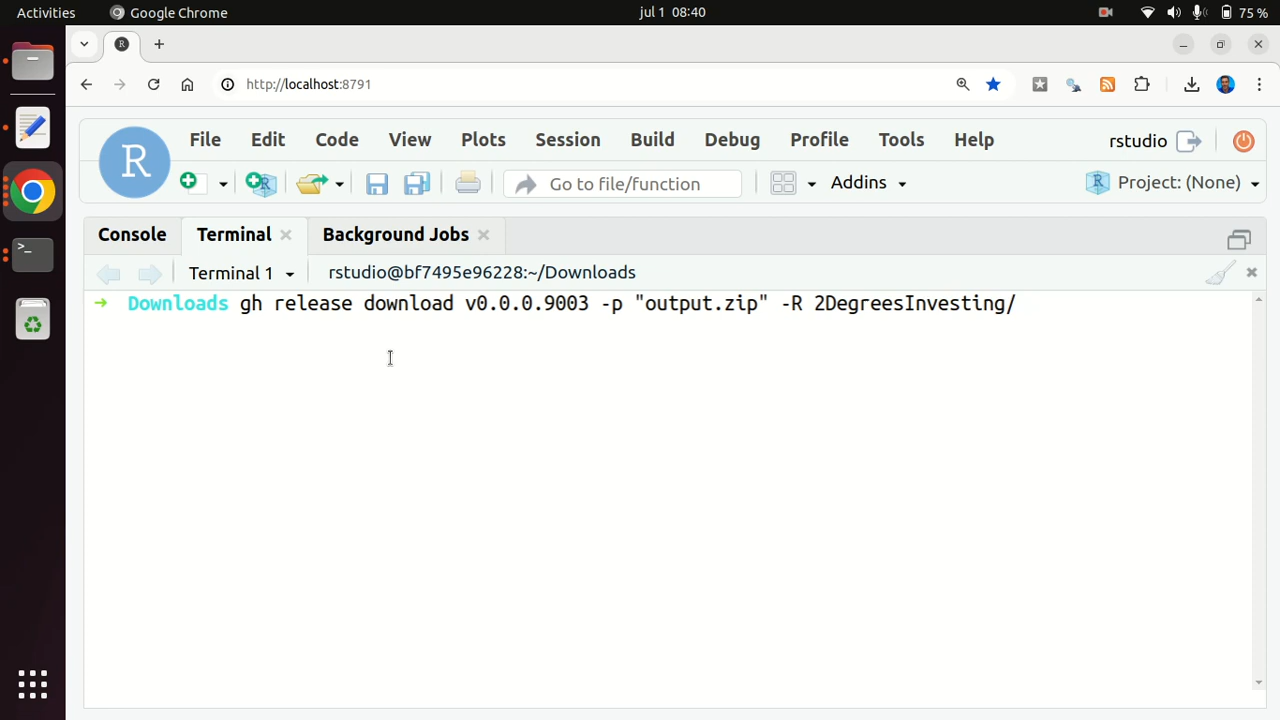 Activities Google Chrome jul 1 08:40 75 %
R
http://localhost:8791
R File Edit Code View Plots Session Build Debug Profile Tools Help rstudio
R Go to file/function Addins R Project: (None)
Console Terminal Background Jobs
Terminal 1 rstudio@bf7495e96228:~/Downloads
→ Downloads gh release download v0.0.0.9003 -p "output.zip" -R 2DegreesInvesting/
>_